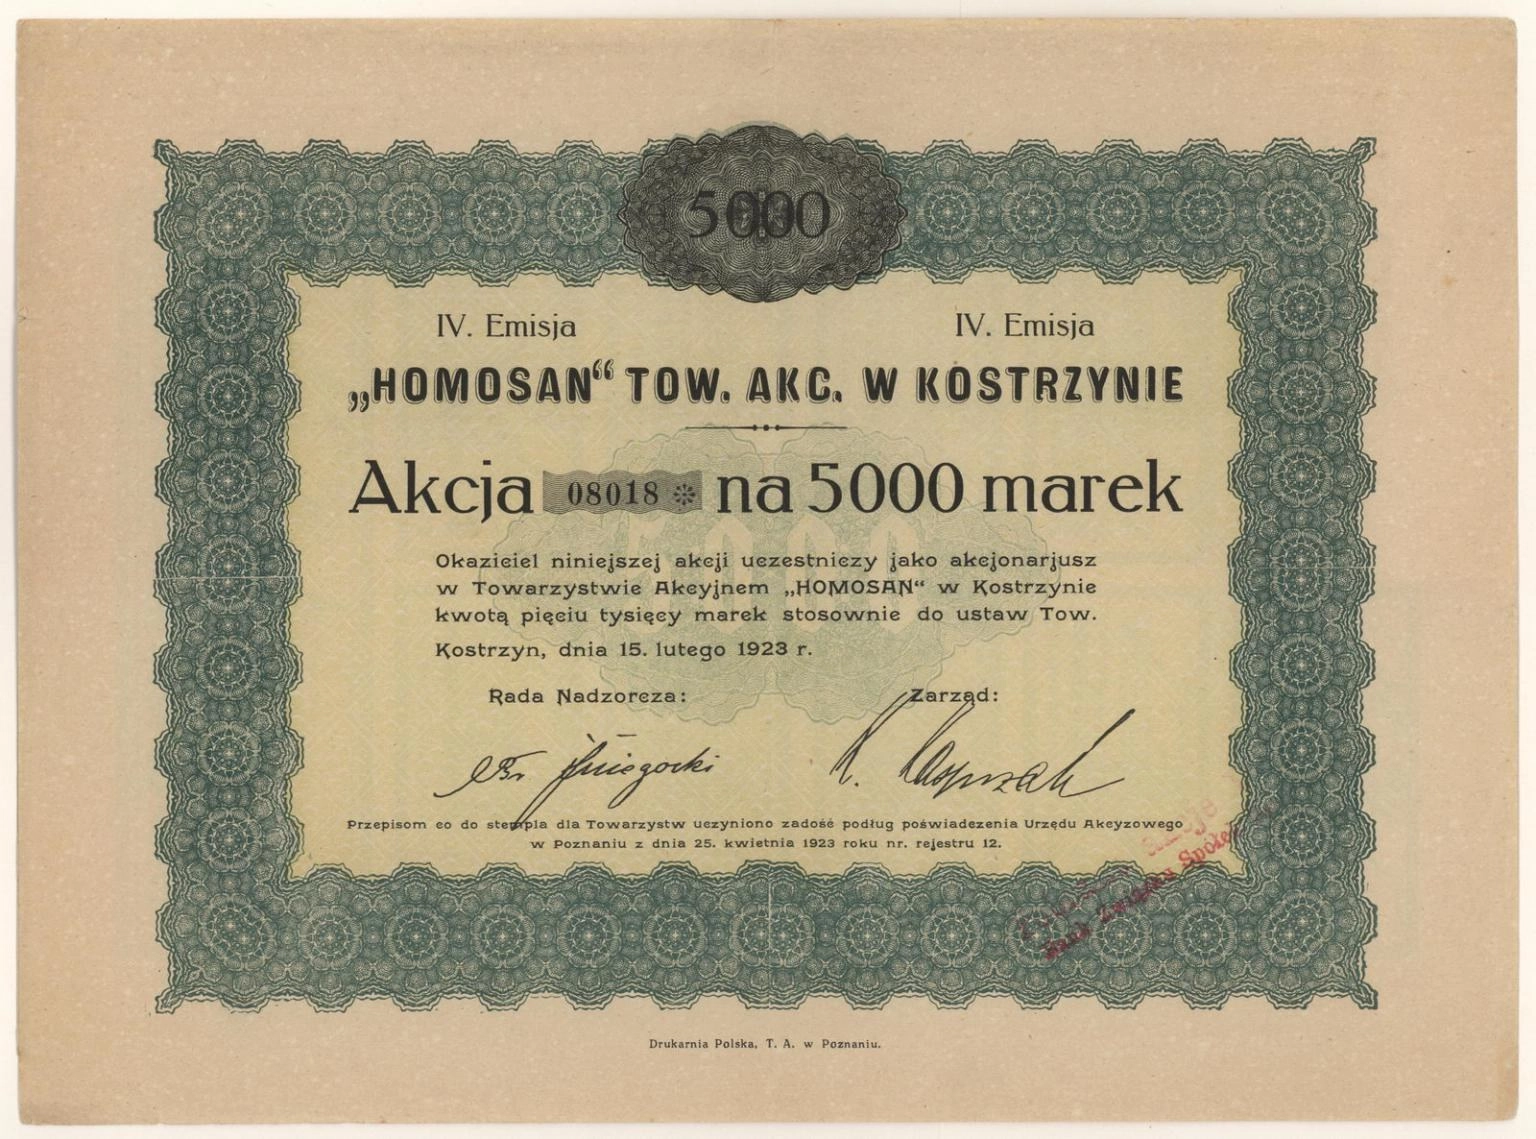 5000
IV. Emisja IV. Emisja
„HOMOSAN“ TOW. AKC. W KOSTRZYNIE
Akcja 08018 na 5000 marek
Okaziciel niniejszej akcji uczestniczy jako akcjonarjusz
w Towarzystwie Akcyjnem „HOMOSAN“ w Kostrzynie
kwotą pięciu tysięcy marek stosownie do ustaw Tow.
Kostrzyn, dnia 15. lutego 1923 r.
Rada Nadzorcza: Zarząd:
K. Kasprzak
Przepisom co do stempla dla Towarzystw uczyniono zadość podług poświadczenia Urzędu Akcyzowego
w Poznaniu z dnia 25. kwietnia 1923 roku nr. rejestru 12.
Bank Związku
Drukarnia Polska, T. A. w Poznaniu.